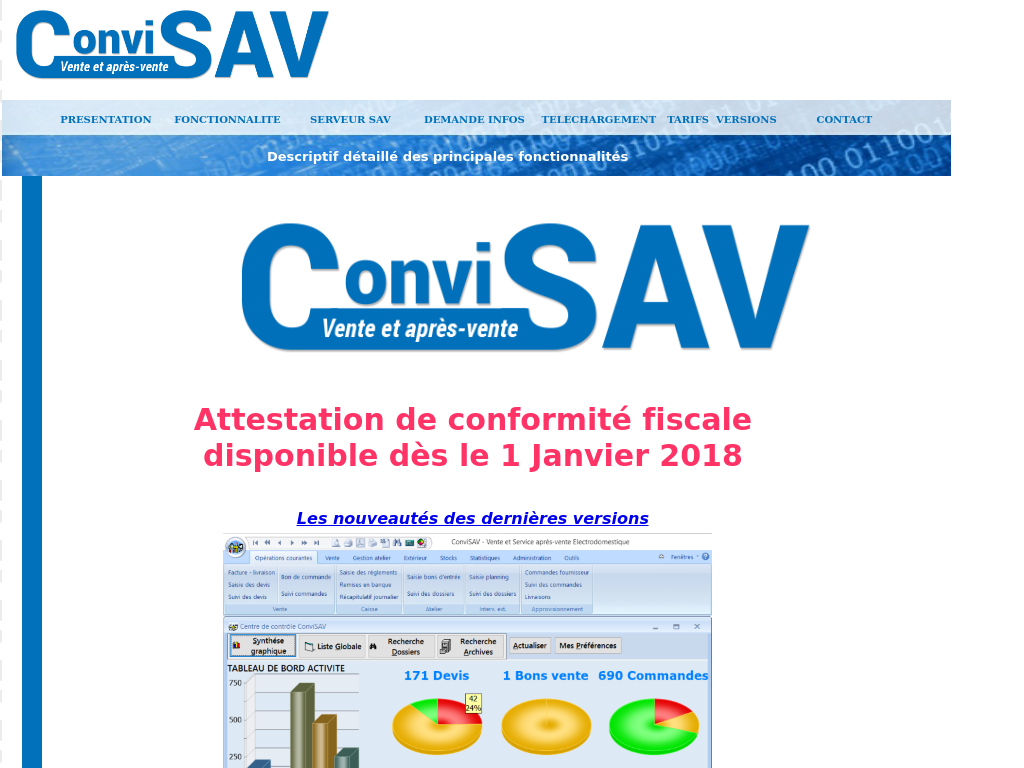 ConviSAV
Vente et après-vente
PRESENTATION FONCTIONNALITE SERVEUR SAV DEMANDE INFOS TELECHARGEMENT TARIFS VERSIONS CONTACT
Descriptif détaillé des principales fonctionnalités
ConviSAV
Vente et après-vente
Attestation de conformité fiscale
disponible dès le 1 Janvier 2018
Les nouveautés des dernières versions
ConviSAV - Vente et Service après-vente Electrodomestique
Opérations courantes Vente Gestion atelier Extérieur Stocks Statistiques Administration Outils Fenêtres
Facture - livraison Bon de commande Saisie des règlements Saisie bons d'entrée Saisie planning Commandes fournisseur
Saisie des devis Remises en banque Suivi des commandes
Suivi des devis Suivi commandes Récapitulatif journalier Suivi des dossiers Suivi des dossiers Livraisons
Vente Caisse Atelier Interv. ext. Approvisionnement
Centre de contrôle ConviSAV
Synthèse graphique Liste Globale Recherche Dossiers Recherche Archives Actualiser Mes Préférences
TABLEAU DE BORD ACTIVITE
171 Devis 1 Bons vente 690 Commandes
750
42
24%
500
250